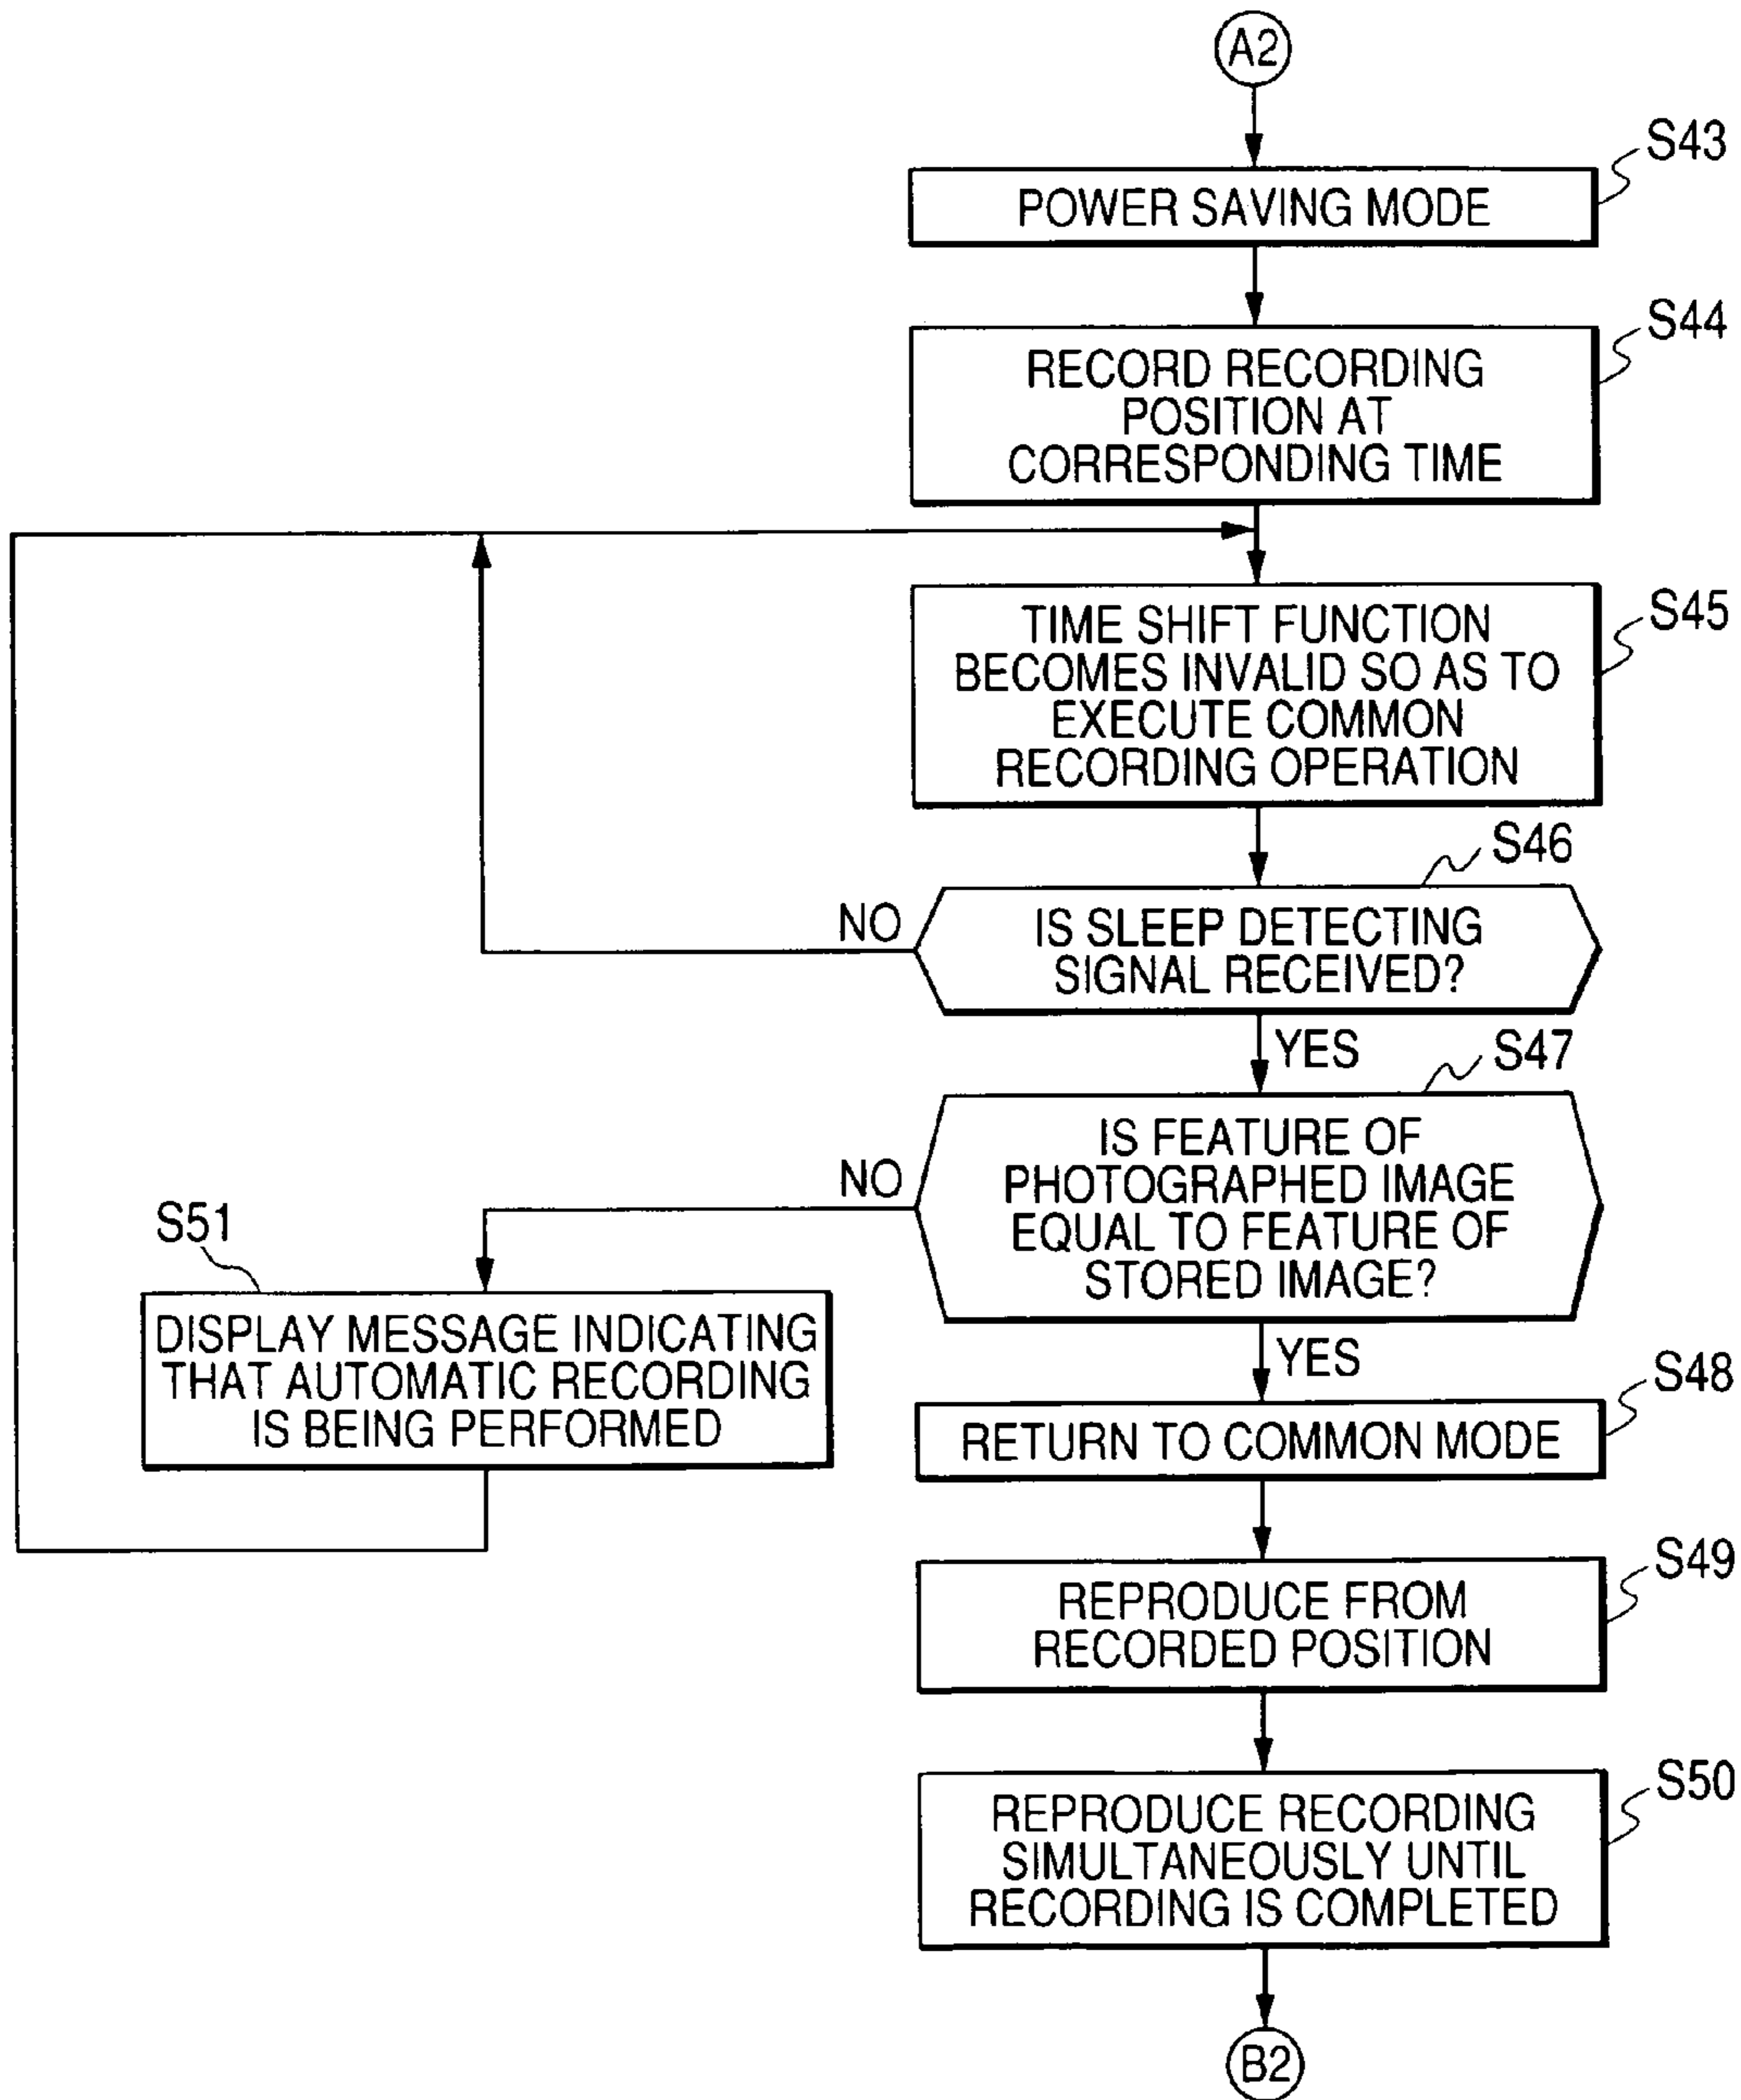 A2
S43
POWER SAVING MODE
S44
RECORD RECORDING
POSITION AT
CORRESPONDING TIME
S45
TIME SHIFT FUNCTION
BECOMES INVALID SO AS TO
EXECUTE COMMON
RECORDING OPERATION
S46
NO
IS SLEEP DETECTING
SIGNAL RECEIVED?
YES
S47
NO
IS FEATURE OF
PHOTOGRAPHED IMAGE
EQUAL TO FEATURE OF
STORED IMAGE?
S51
DISPLAY MESSAGE INDICATING
THAT AUTOMATIC RECORDING
IS BEING PERFORMED
YES
S48
RETURN TO COMMON MODE
S49
REPRODUCE FROM
RECORDED POSITION
S50
REPRODUCE RECORDING
SIMULTANEOUSLY UNTIL
RECORDING IS COMPLETED
B2